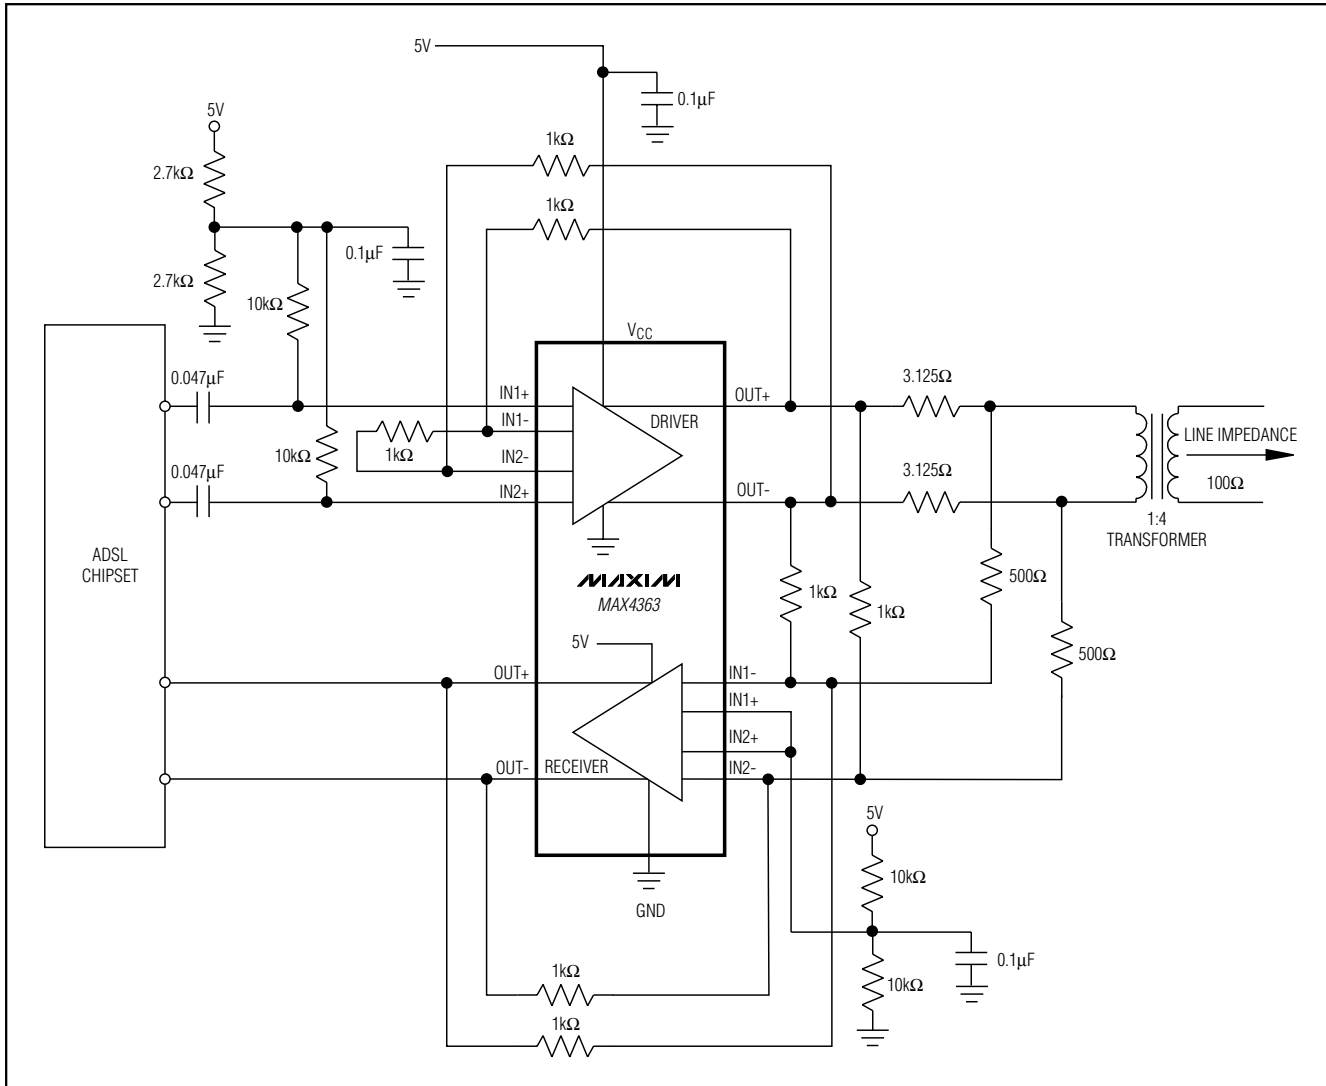 5V
0.1μF
5V
1kΩ
2.7kΩ
1kΩ
0.1μF
2.7kΩ
10kΩ
VCC
0.047μF
3.125Ω
IN1+
OUT+
IN1-
DRIVER
LINE IMPEDANCE
1kΩ
10kΩ
IN2-
0.047μF
3.125Ω
100Ω
IN2+
OUT-
1:4
TRANSFORMER
ADSL
CHIPSET
MAXIM
MAX4363
1kΩ
1kΩ
500Ω
500Ω
5V
OUT+
IN1-
IN1+
IN2+
OUT-
RECEIVER
IN2-
5V
10kΩ
GND
0.1μF
1kΩ
10kΩ
1kΩ